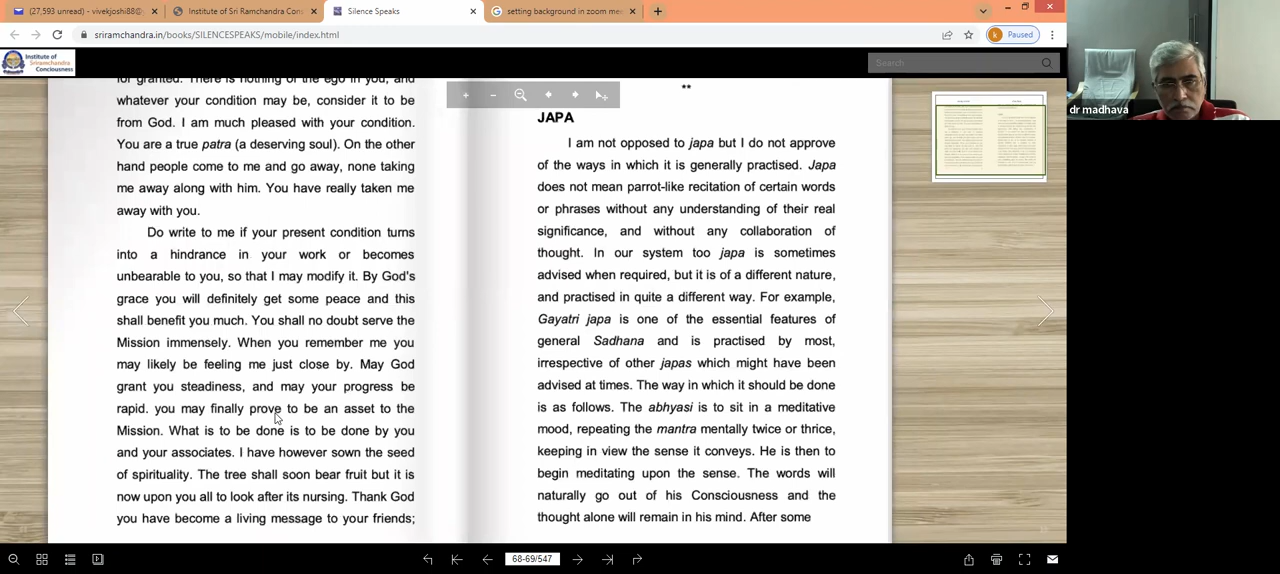 (27,593 unread) - vivekjoshi88@
Institute of Sri Ramchandra Cons
Silence Speaks
setting background in zoom mee
sriramchandra.in/books/SILENCESPEAKS/mobile/index.html
Paused
Institute of
Sriramchandra
Conciousness
Search
for granted. There is nothing of the ego in you, and
whatever your condition may be, consider it to be
from God. I am much pleased with your condition.
You are a true patra (a deserving soul). On the other
hand people come to me and go away, none taking
me away along with him. You have really taken me
away with you.
Do write to me if your present condition turns
into a hindrance in your work or becomes
unbearable to you, so that I may modify it. By God's
grace you will definitely get some peace and this
shall benefit you much. You shall no doubt serve the
Mission immensely. When you remember me you
may likely be feeling me just close by. May God
grant you steadiness, and may your progress be
rapid. you may finally prove to be an asset to the
Mission. What is to be done is to be done by you
and your associates. I have however sown the seed
of spirituality. The tree shall soon bear fruit but it is
now upon you all to look after its nursing. Thank God
you have become a living message to your friends;
**
JAPA
I am not opposed to japa but I do not approve
of the ways in which it is generally practised. Japa
does not mean parrot-like recitation of certain words
or phrases without any understanding of their real
significance, and without any collaboration of
thought. In our system too japa is sometimes
advised when required, but it is of a different nature,
and practised in quite a different way. For example,
Gayatri japa is one of the essential features of
general Sadhana and is practised by most,
irrespective of other japas which might have been
advised at times. The way in which it should be done
is as follows. The abhyasi is to sit in a meditative
mood, repeating the mantra mentally twice or thrice,
keeping in view the sense it conveys. He is then to
begin meditating upon the sense. The words will
naturally go out of his Consciousness and the
thought alone will remain in his mind. After some
dr madhava
68-69/547